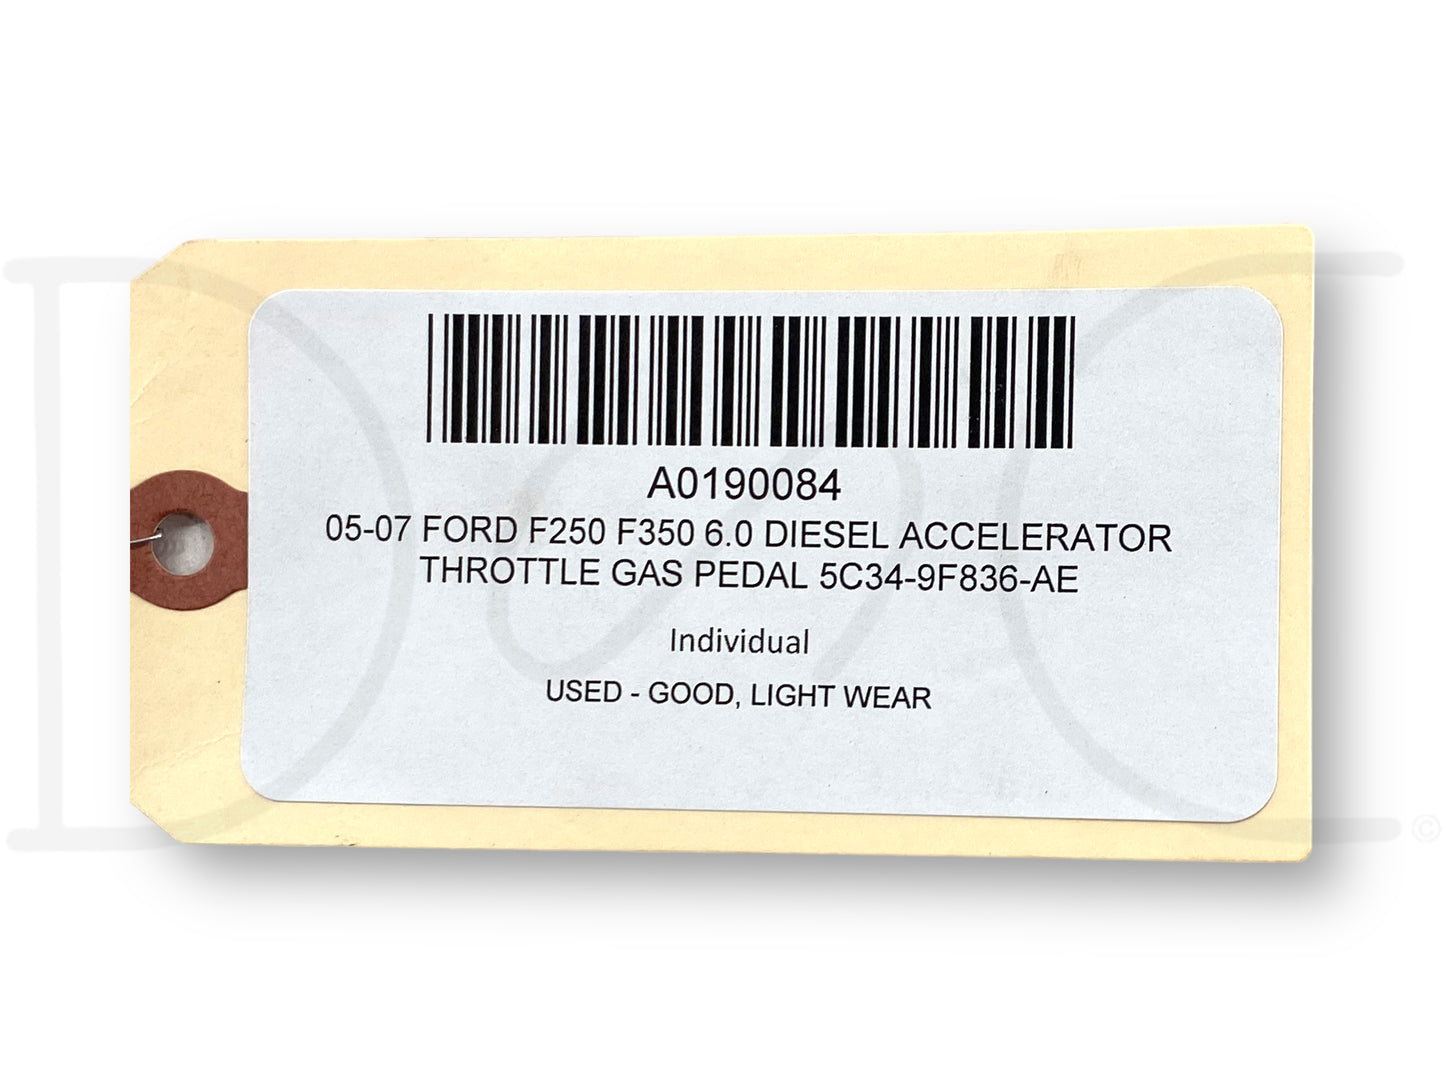 A0190084
05-07 FORD F250 F350 6.0 DIESEL ACCELERATOR
THROTTLE GAS PEDAL 5C34-9F836-AE
Individual
USED - GOOD, LIGHT WEAR
©